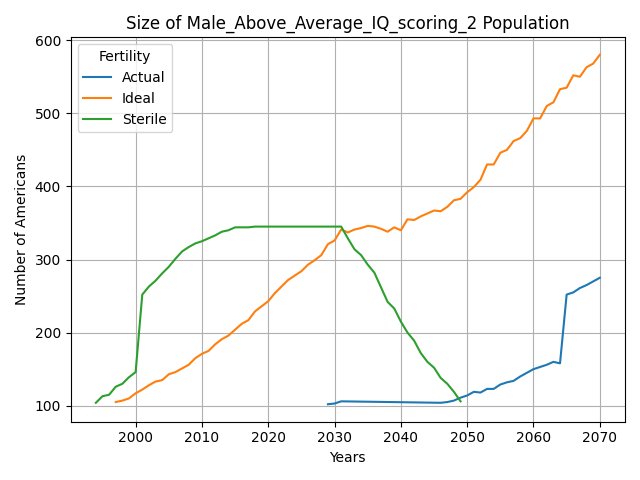 Size of Male_Above_Average_IQ_scoring_2 Population
Fertility
Actual
Ideal
Sterile
Number of Americans
600
500
400
300
200
100
2000 2010 2020 2030 2040 2050 2060 2070
Years